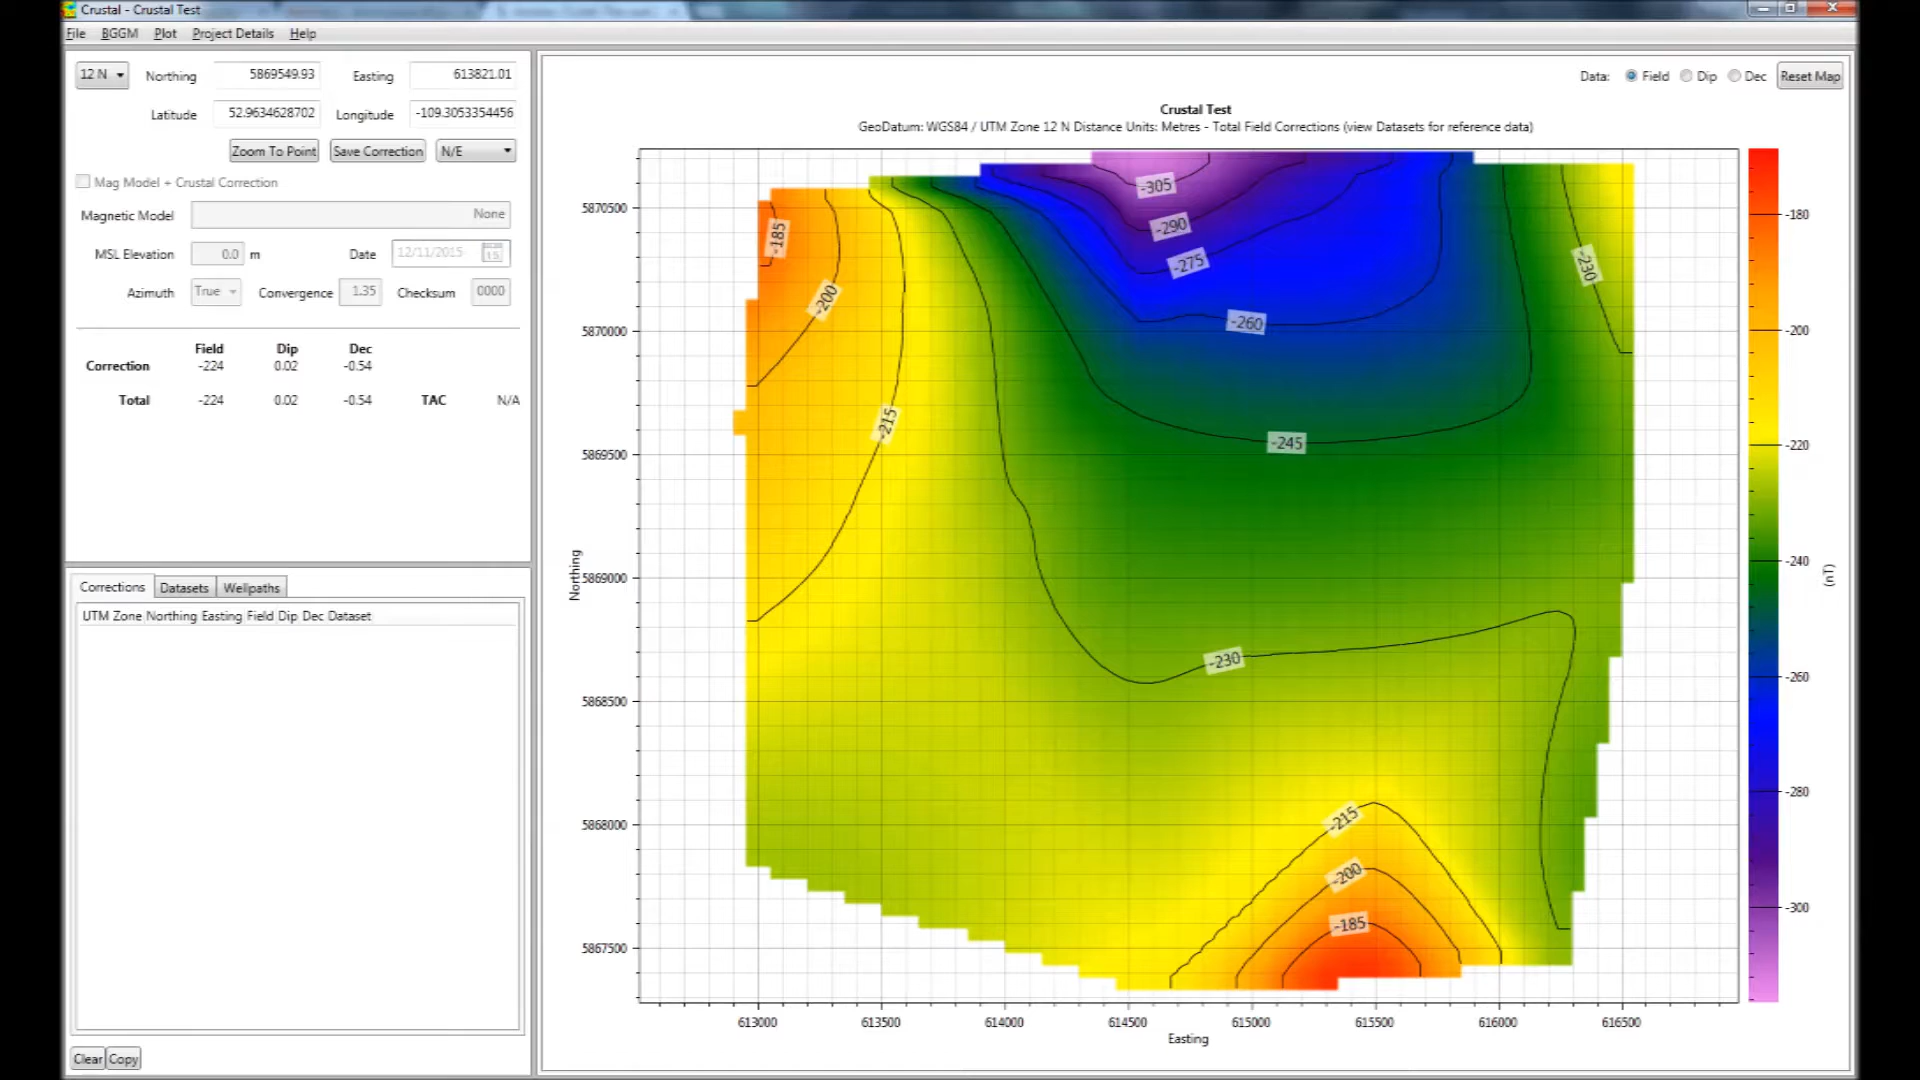 Crustal - Crustal Test
File BGGM Plot Project Details Help
12 N Northing 5869549.93 Easting 613821.01
Latitude 52.9634628702 Longitude -109.3053354456
Zoom To Point Save Correction N/E
Mag Model + Crustal Correction
Magnetic Model None
MSL Elevation 0.0 m Date 12/11/2015 15
Azimuth True Convergence 1.35 Checksum 0000
Field Dip Dec
Correction -224 0.02 -0.54
Total -224 0.02 -0.54 TAC N/A
Corrections Datasets Wellpaths
UTM Zone Northing Easting Field Dip Dec Dataset
Clear Copy
Data: Field Dip Dec Reset Map
Crustal Test
GeoDatum: WGS84 / UTM Zone 12 N Distance Units: Metres - Total Field Corrections (view Datasets for reference data)
Northing
5870500
5870000
5869500
5869000
5868500
5868000
5867500
-305
-290
-275
-260
-245
-230
-185
-200
-215
-230
-215
-200
-185
613000 613500 614000 614500 615000 615500 616000 616500
Easting
-180
-200
-220
-240
-260
-280
-300
(nT)